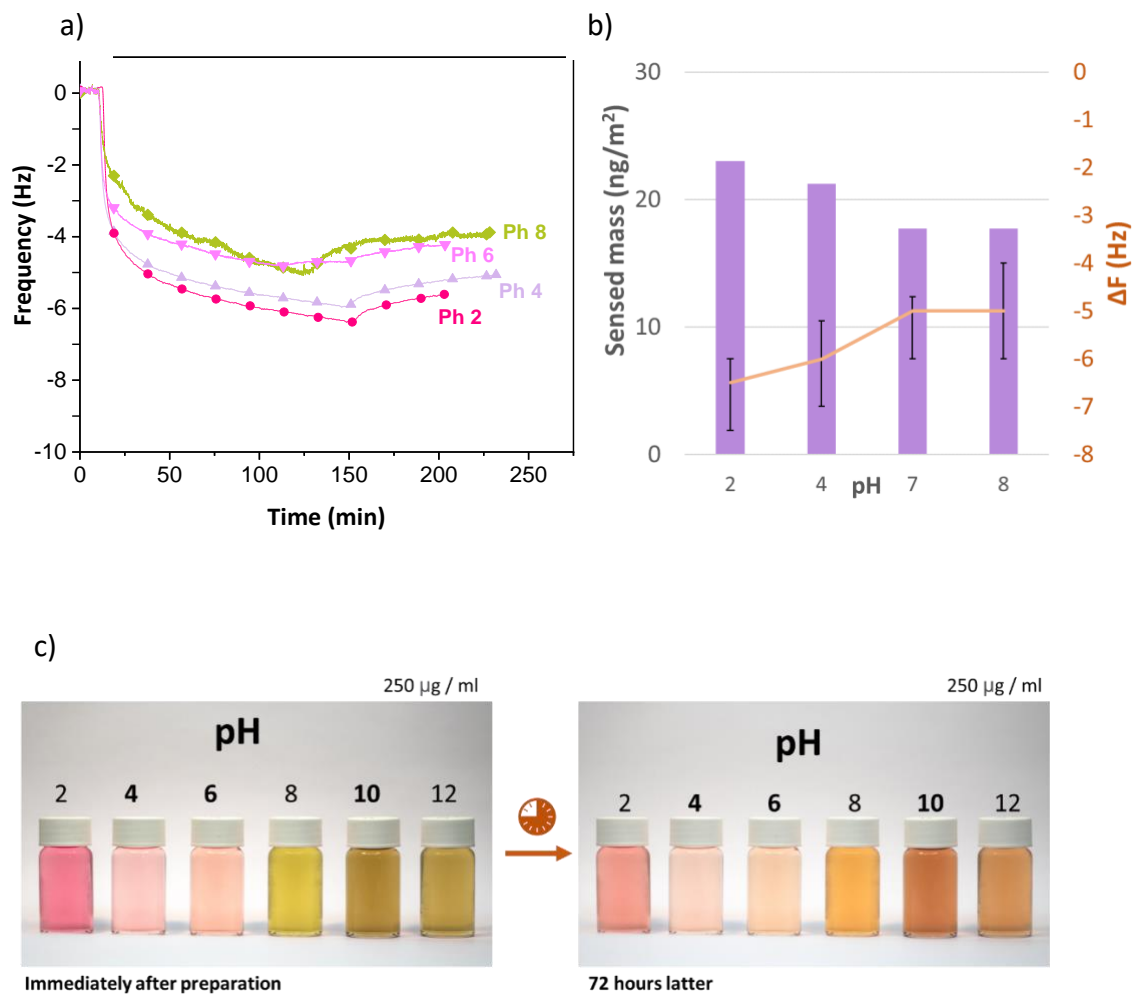 a)
0
-2
-4
-6
-8
-10
Frequency (Hz)
0 50 100 150 200 250
Time (min)
Ph 8
Ph 6
Ph 4
Ph 2
b)
30
20
10
0
Sensed mass (ng/m²)
0
-1
-2
-3
-4
-5
-6
-7
-8
ΔF (Hz)
2 4 pH 7 8
c)
250 µg / ml
pH
2 4 6 8 10 12
Immediately after preparation
250 µg / ml
pH
2 4 6 8 10 12
72 hours latter